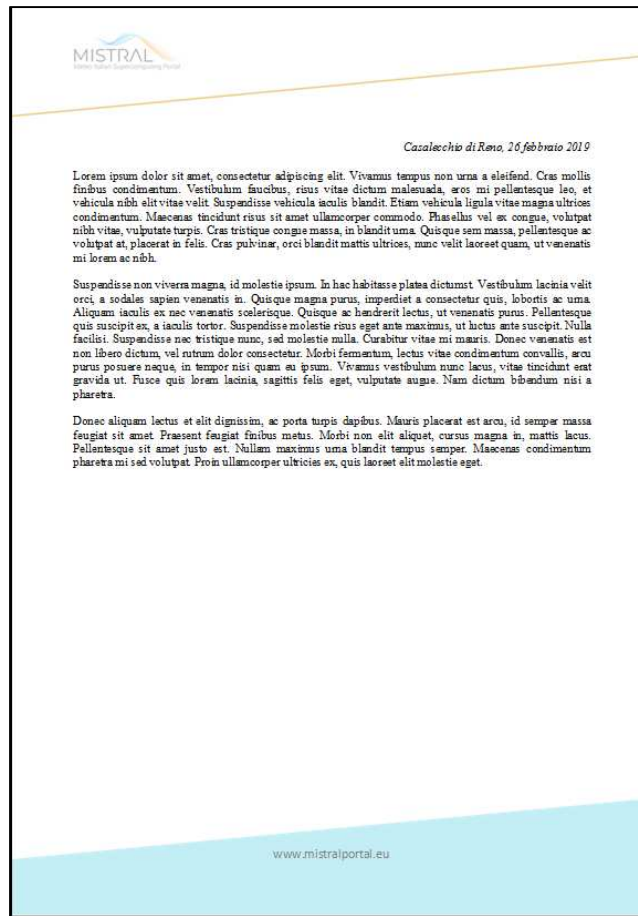 MISTRAL
Meteo Italian Supercomputing Portal
Casalecchio di Reno, 26 febbraio 2019
Lorem ipsum dolor sit amet, consectetur adipiscing elit. Vivamus tempus non urna a eleifend. Cras mollis
finibus condimentum. Vestibulum faucibus, risus vitae dictum malesuada, eros mi pellentesque leo, et
vehicula nibh elit vitae velit. Suspendisse vehicula iaculis blandit. Etiam vehicula ligula vitae magna ultrices
condimentum. Maecenas tincidunt risus sit amet ullamcorper commodo. Phasellus vel ex congue, volutpat
nibh vitae, vulputate turpis. Cras tristique congue massa, in blandit urna. Quisque sem massa, pellentesque ac
volutpat at, placerat in felis. Cras pulvinar, orci blandit mattis ultrices, nunc velit laoreet quam, ut venenatis
mi lorem ac nibh.
Suspendisse non viverra magna, id molestie ipsum. In hac habitasse platea dictumst. Vestibulum lacinia velit
orci, a sodales sapien venenatis in. Quisque magna purus, imperdiet a consectetur quis, lobortis ac urna.
Aliquam iaculis ex nec venenatis scelerisque. Quisque ac hendrerit lectus, ut venenatis purus. Pellentesque
quis suscipit ex, a iaculis tortor. Suspendisse molestie risus eget ante maximus, ut luctus ante suscipit. Nulla
facilisi. Suspendisse nec tristique nunc, sed molestie nulla. Curabitur vitae mi mauris. Donec venenatis est
non libero dictum, vel rutrum dolor consectetur. Morbi fermentum, lectus vitae condimentum convallis, arcu
purus posuere neque, in tempor nisi quam eu ipsum. Vivamus vestibulum nunc lacus, vitae tincidunt erat
gravida ut. Fusce quis lorem lacinia, sagittis felis eget, vulputate augue. Nam dictum bibendum nisi a
pharetra.
Donec aliquam lectus et elit dignissim, ac porta turpis dapibus. Mauris placerat est arcu, id semper massa
feugiat sit amet. Praesent feugiat finibus metus. Morbi non elit aliquet, cursus magna in, mattis lacus.
Pellentesque sit amet justo est. Nullam maximus urna blandit tempus semper. Maecenas condimentum
pharetra mi sed volutpat. Proin ullamcorper ultricies ex, quis laoreet elit molestie eget.
www.mistralportal.eu